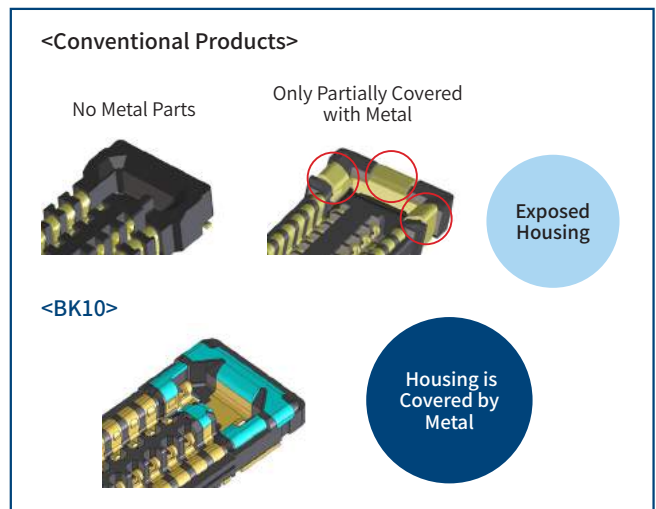 <Conventional Products>
No Metal Parts
Only Partially Covered
with Metal
Exposed
Housing
<BK10>
Housing is
Covered by
Metal